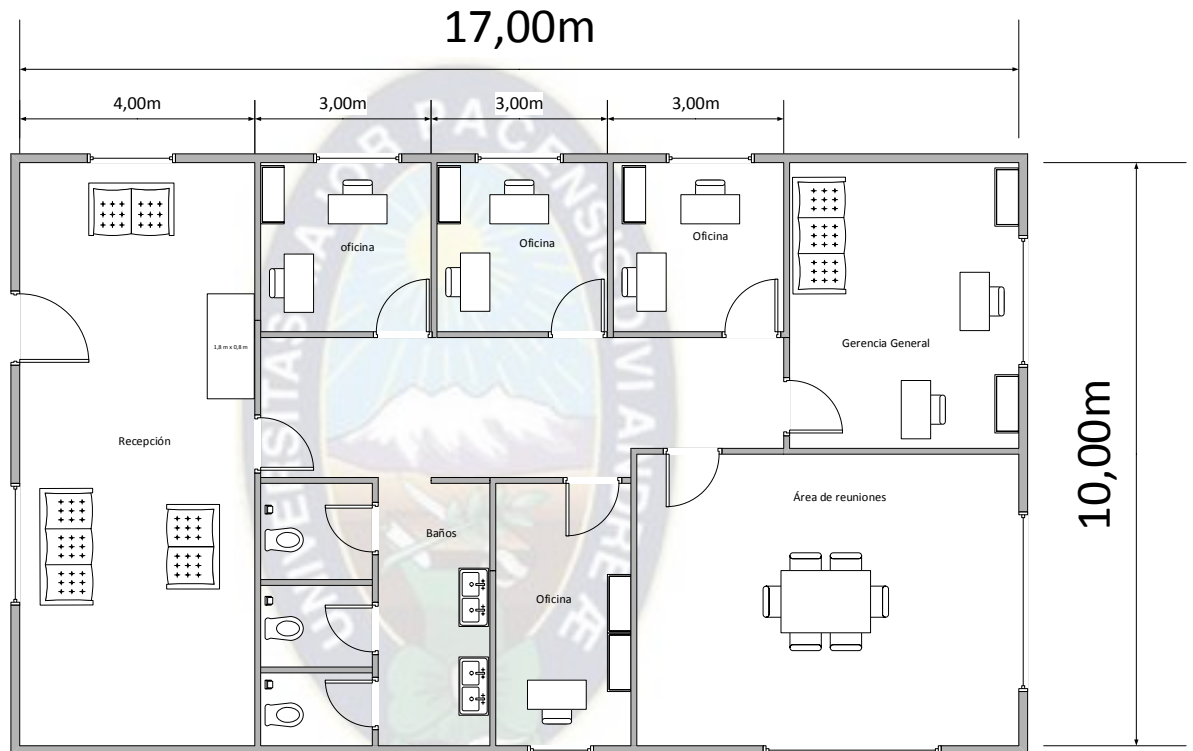 17,00m
4,00m
3,00m
3,00m
3,00m
oficina
Oficina
Oficina
1,8 m x 0,8 m
Gerencia General
10,00m
Recepción
Área de reuniones
Baños
Oficina